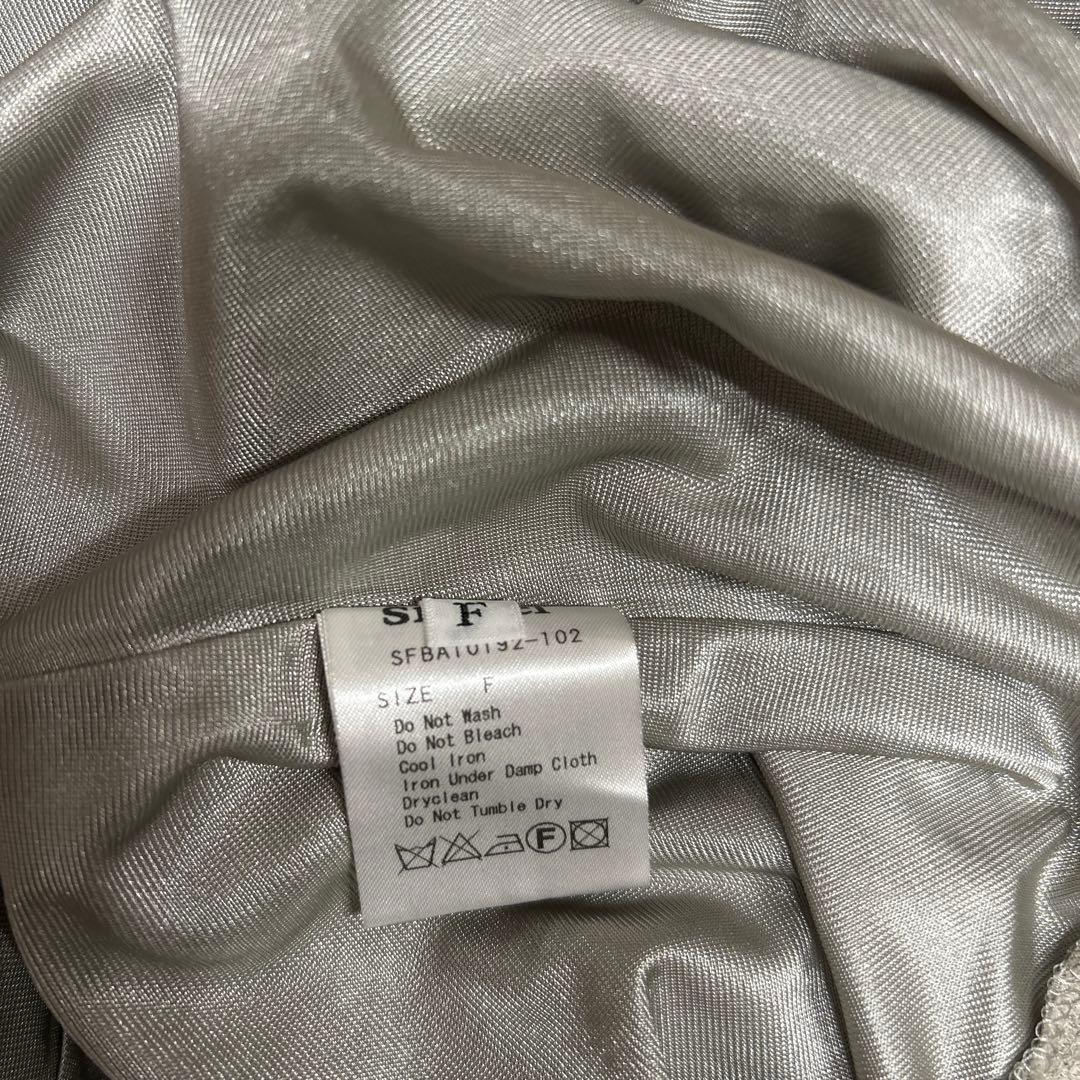 F
SFBA10192-102
SIZE F
Do Not Wash
Do Not Bleach
Cool Iron
Iron Under Damp Cloth
Dryclean
Do Not Tumble Dry
F